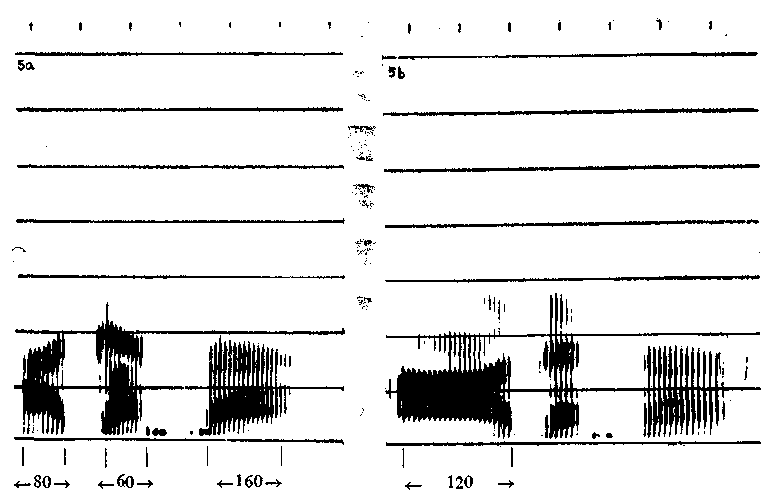 5a 5b
←80→ ←60→ ←160→ ← 120 →